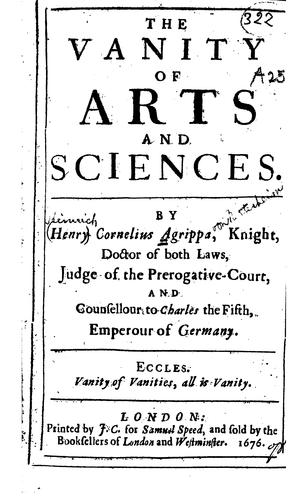 322
A25
THE
VANITY
OF
ARTS
AND
SCIENCES.
BY
Heinrich
Henry Cornelius Agrippa, Knight,
Doctor of both Laws,
Judge of the Prerogative-Court,
AND
Counsellour to Charles the Fifth,
Emperour of Germany.
ECCLES.
Vanity of Vanities, all is Vanity.
LONDON:
Printed by J. C. for Samuel Speed, and sold by the
Booksellers of London and Westminster. 1676.